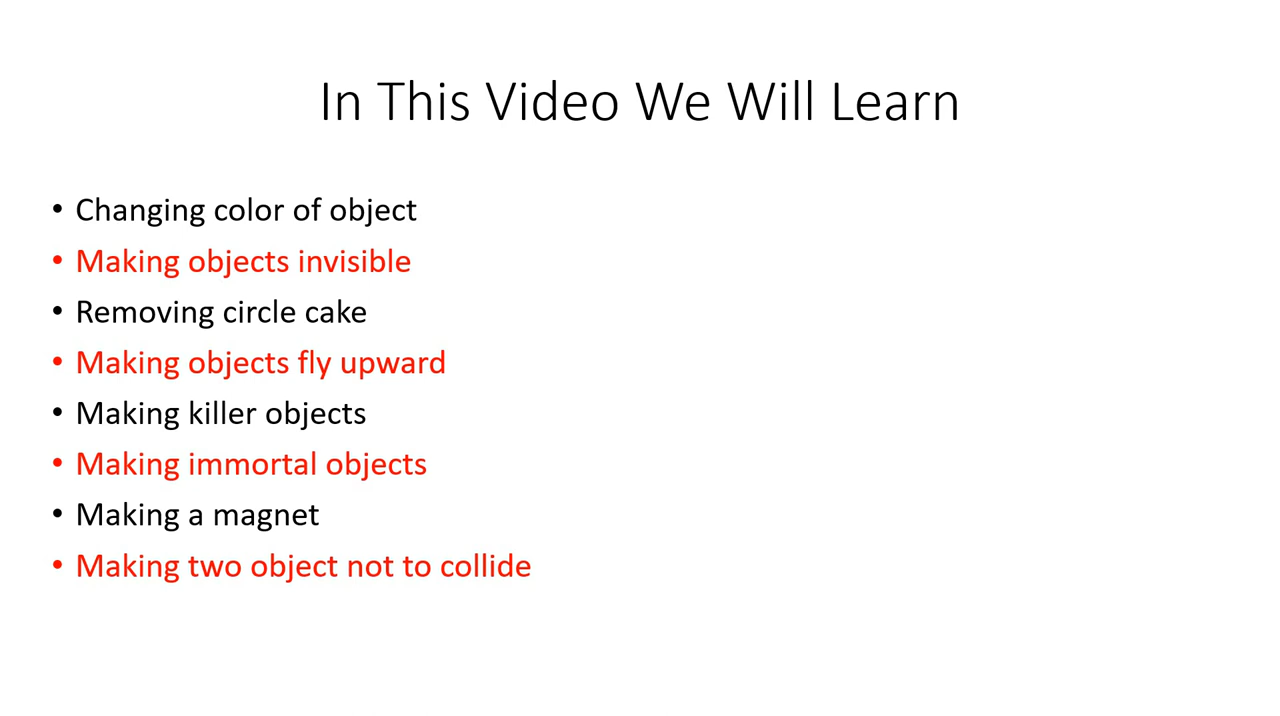 In This Video We Will Learn
• Changing color of object
• Making objects invisible
• Removing circle cake
• Making objects fly upward
• Making killer objects
• Making immortal objects
• Making a magnet
• Making two object not to collide